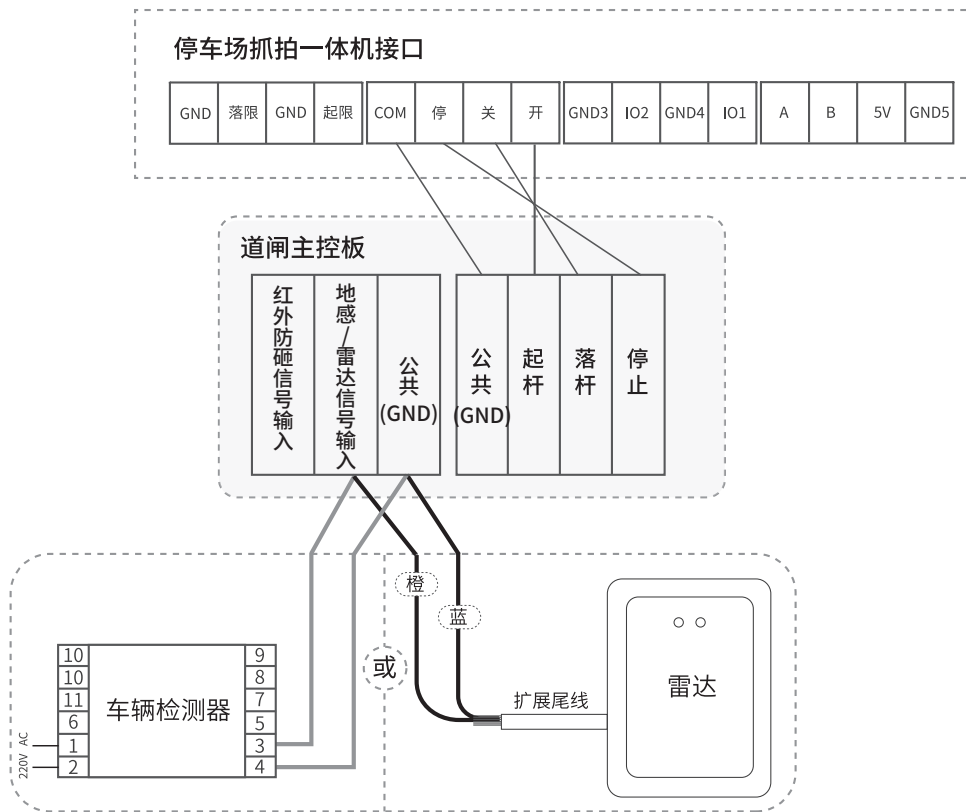 停车场抓拍一体机接口
GND 落限 GND 起限 COM 停 关 开 GND3 IO2 GND4 IO1 A B 5V GND5
道闸主控板
红外防砸信号输入
地感/雷达信号输入
公共(GND)
公共(GND)
起杆
落杆
停止
橙
蓝
或
10
10
11
6
1
2
220V AC
车辆检测器
9
8
7
5
3
4
扩展尾线
雷达